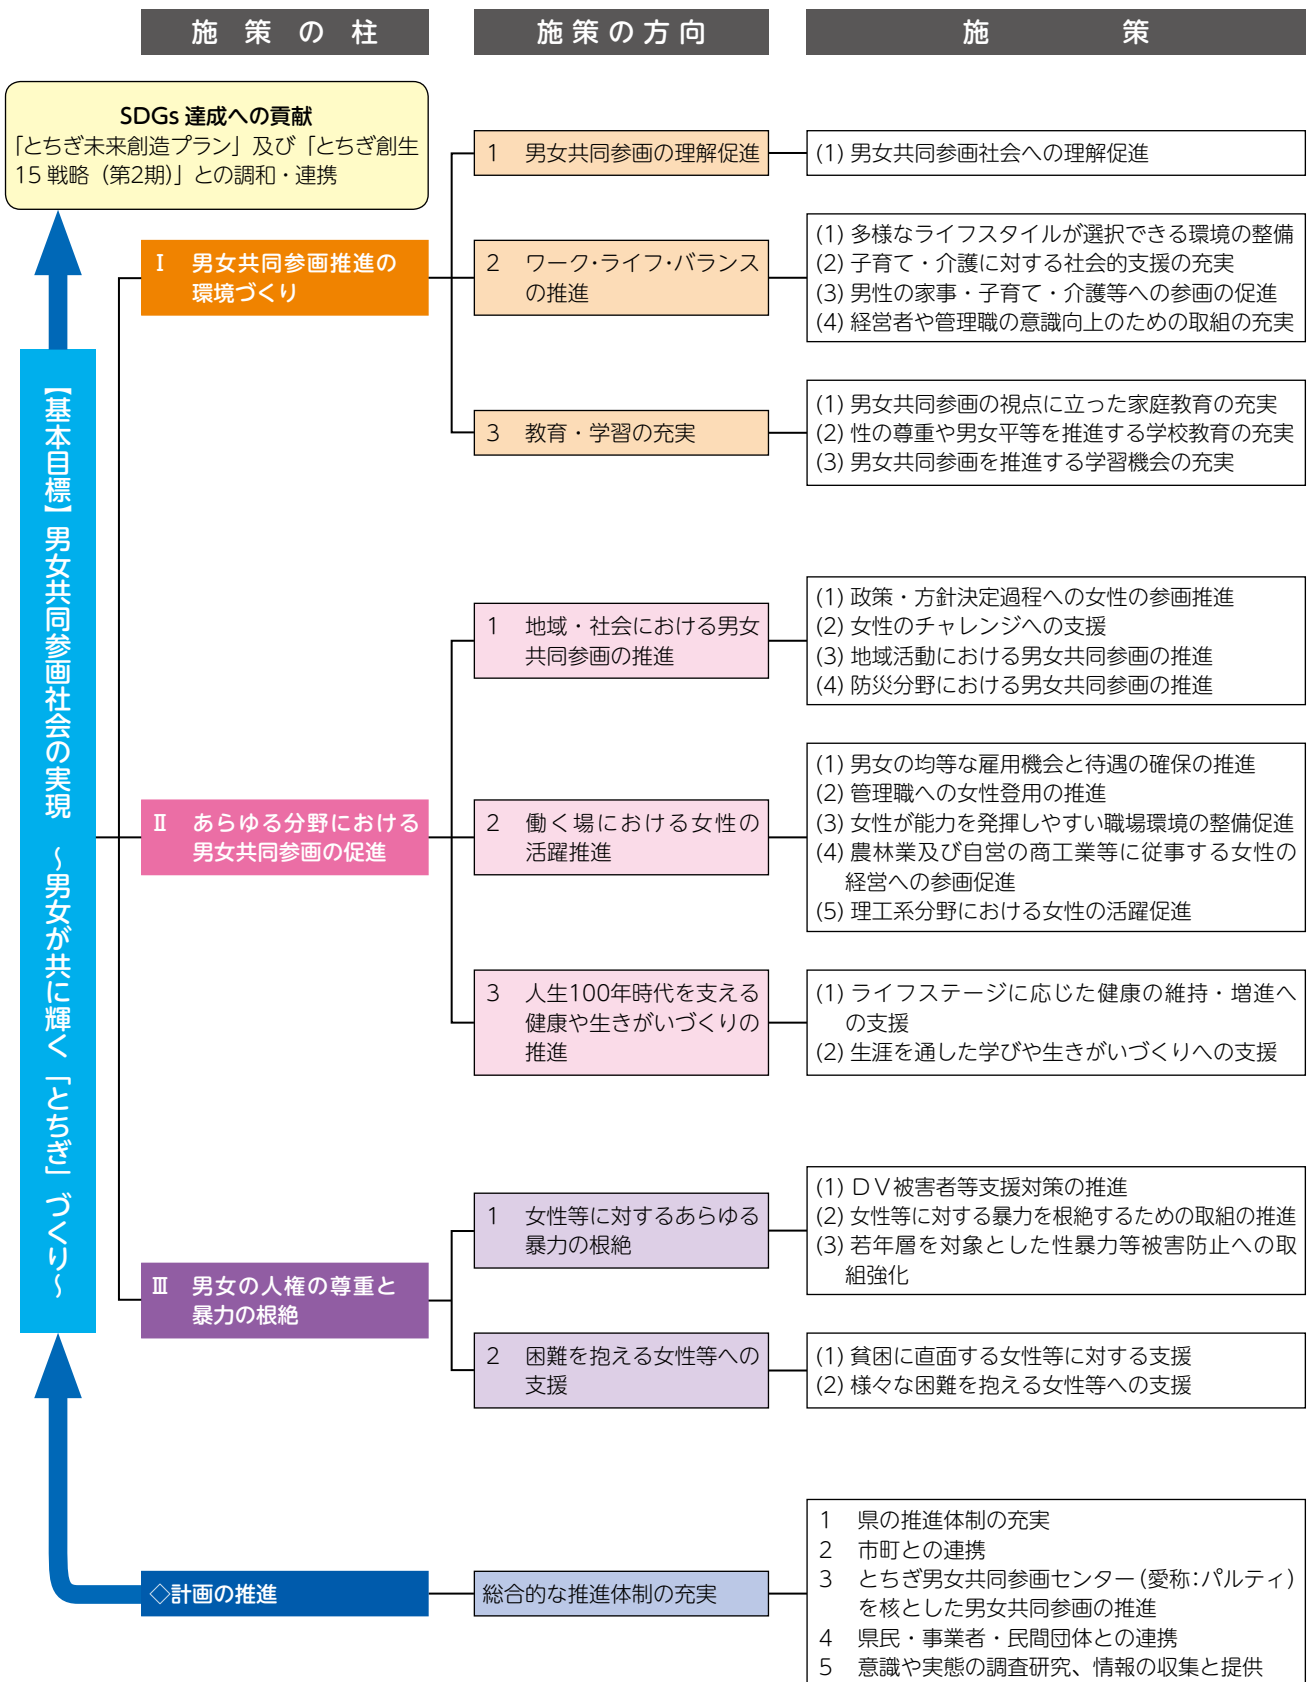 施策の柱
施策の方向
施策
SDGs 達成への貢献
「とちぎ未来創造プラン」及び「とちぎ創生
15 戦略（第2期）」との調和・連携
【基本目標】男女共同参画社会の実現　～男女が共に輝く「とちぎ」づくり～
Ⅰ　男女共同参画推進の
環境づくり
1　男女共同参画の理解促進
(1) 男女共同参画社会への理解促進
2　ワーク・ライフ・バランス
の推進
(1) 多様なライフスタイルが選択できる環境の整備
(2) 子育て・介護に対する社会的支援の充実
(3) 男性の家事・子育て・介護等への参画の促進
(4) 経営者や管理職の意識向上のための取組の充実
3　教育・学習の充実
(1) 男女共同参画の視点に立った家庭教育の充実
(2) 性の尊重や男女平等を推進する学校教育の充実
(3) 男女共同参画を推進する学習機会の充実
Ⅱ　あらゆる分野における
男女共同参画の促進
1　地域・社会における男女
共同参画の推進
(1) 政策・方針決定過程への女性の参画推進
(2) 女性のチャレンジへの支援
(3) 地域活動における男女共同参画の推進
(4) 防災分野における男女共同参画の推進
2　働く場における女性の
活躍推進
(1) 男女の均等な雇用機会と待遇の確保の推進
(2) 管理職への女性登用の推進
(3) 女性が能力を発揮しやすい職場環境の整備促進
(4) 農林業及び自営の商工業等に従事する女性の
経営への参画促進
(5) 理工系分野における女性の活躍促進
3　人生100年時代を支える
健康や生きがいづくりの
推進
(1) ライフステージに応じた健康の維持・増進へ
の支援
(2) 生涯を通した学びや生きがいづくりへの支援
Ⅲ　男女の人権の尊重と
暴力の根絶
1　女性等に対するあらゆる
暴力の根絶
(1) ＤＶ被害者等支援対策の推進
(2) 女性等に対する暴力を根絶するための取組の推進
(3) 若年層を対象とした性暴力等被害防止への取
組強化
2　困難を抱える女性等への
支援
(1) 貧困に直面する女性等に対する支援
(2) 様々な困難を抱える女性等への支援
◇計画の推進
総合的な推進体制の充実
1　県の推進体制の充実
2　市町との連携
3　とちぎ男女共同参画センター（愛称：パルティ）
を核とした男女共同参画の推進
4　県民・事業者・民間団体との連携
5　意識や実態の調査研究、情報の収集と提供